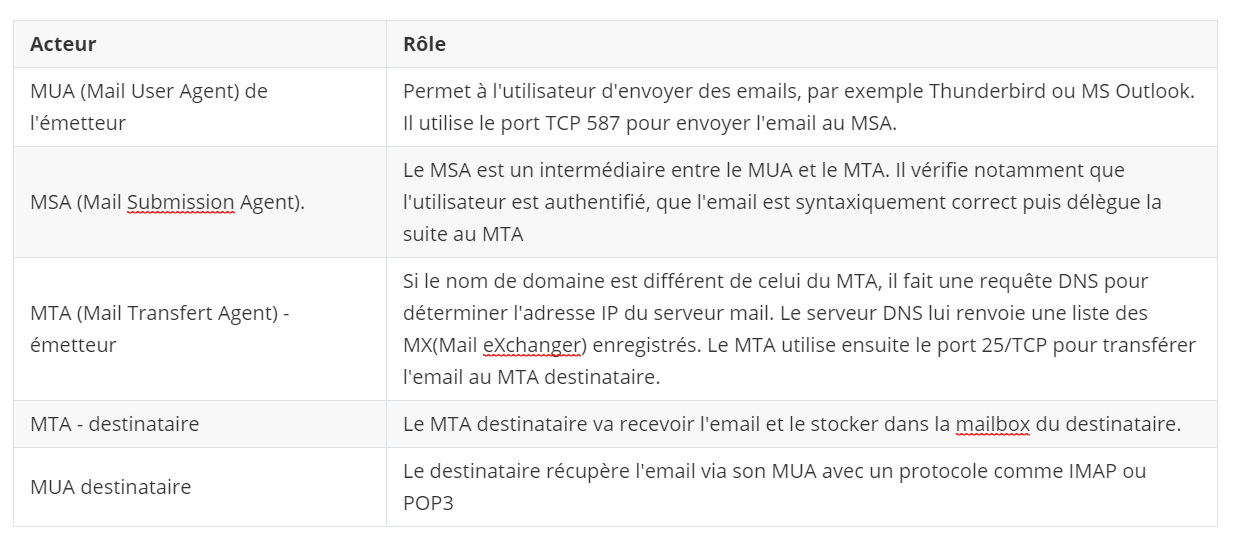 Acteur
Rôle
MUA (Mail User Agent) de
l'émetteur
Permet à l'utilisateur d'envoyer des emails, par exemple Thunderbird ou MS Outlook.
Il utilise le port TCP 587 pour envoyer l'email au MSA.
MSA (Mail Submission Agent).
Le MSA est un intermédiaire entre le MUA et le MTA. Il vérifie notamment que
l'utilisateur est authentifié, que l'email est syntaxiquement correct puis délègue la
suite au MTA
MTA (Mail Transfert Agent) -
émetteur
Si le nom de domaine est différent de celui du MTA, il fait une requête DNS pour
déterminer l'adresse IP du serveur mail. Le serveur DNS lui renvoie une liste des
MX(Mail eXchanger) enregistrés. Le MTA utilise ensuite le port 25/TCP pour transférer
l'email au MTA destinataire.
MTA - destinataire
Le MTA destinataire va recevoir l'email et le stocker dans la mailbox du destinataire.
MUA destinataire
Le destinataire récupère l'email via son MUA avec un protocole comme IMAP ou
POP3